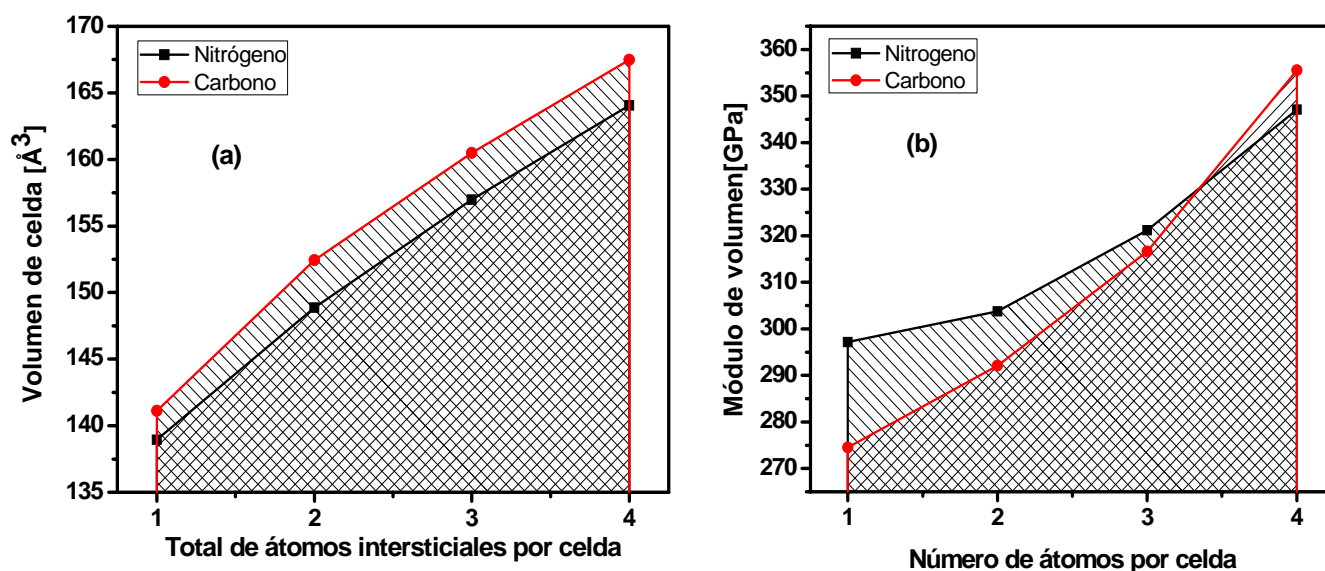 170
165
160
155
150
145
140
135
Volumen de celda [Å³]
Nitrógeno
Carbono
(a)
1 2 3 4
Total de átomos intersticiales por celda
360
350
340
330
320
310
300
290
280
270
Módulo de volumen[GPa]
Nitrogeno
Carbono
(b)
1 2 3 4
Número de átomos por celda